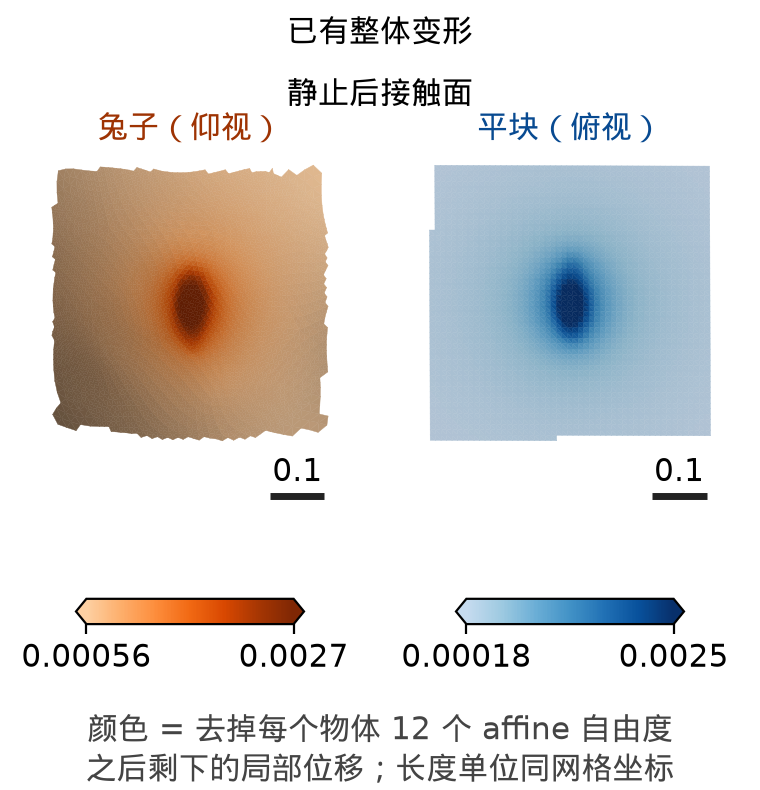 已有整体变形
静止后接触面
兔子（仰视）
平块（俯视）
0.1
0.1
0.00056
0.0027
0.00018
0.0025
颜色 = 去掉每个物体 12 个 affine 自由度
之后剩下的局部位移；长度单位同网格坐标